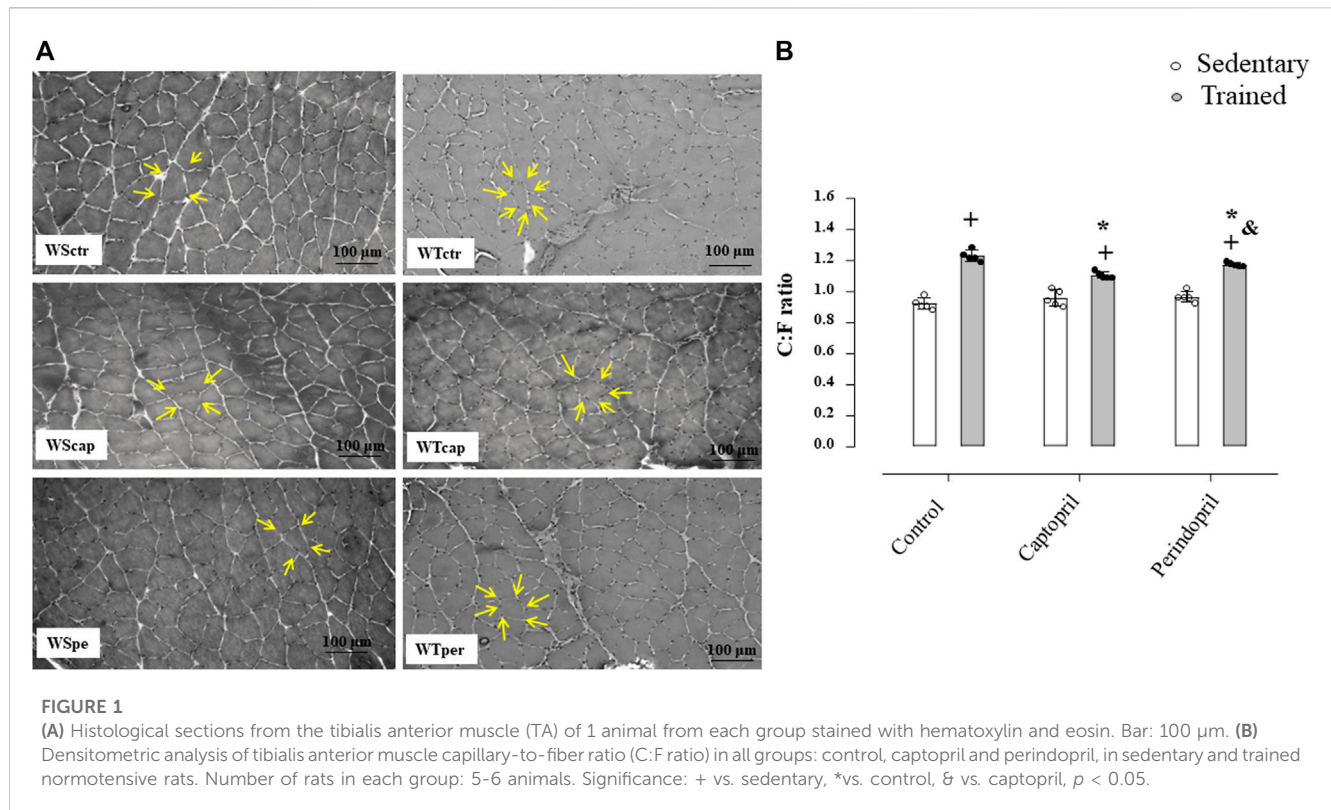 A
WSctr
100 µm
WTctr
100 µm
WScap
100 µm
WTcap
100 µm
WSpe
100 µm
WTper
100 µm
B
Sedentary
Trained
C:F ratio
1.6
1.4
1.2
1.0
0.8
0.6
0.4
0.2
0.0
+
*
+
*
+ &
Control
Captopril
Perindopril
FIGURE 1
(A) Histological sections from the tibialis anterior muscle (TA) of 1 animal from each group stained with hematoxylin and eosin. Bar: 100 µm. (B)
Densitometric analysis of tibialis anterior muscle capillary-to-fiber ratio (C:F ratio) in all groups: control, captopril and perindopril, in sedentary and trained
normotensive rats. Number of rats in each group: 5-6 animals. Significance: + vs. sedentary, *vs. control, & vs. captopril, p < 0.05.